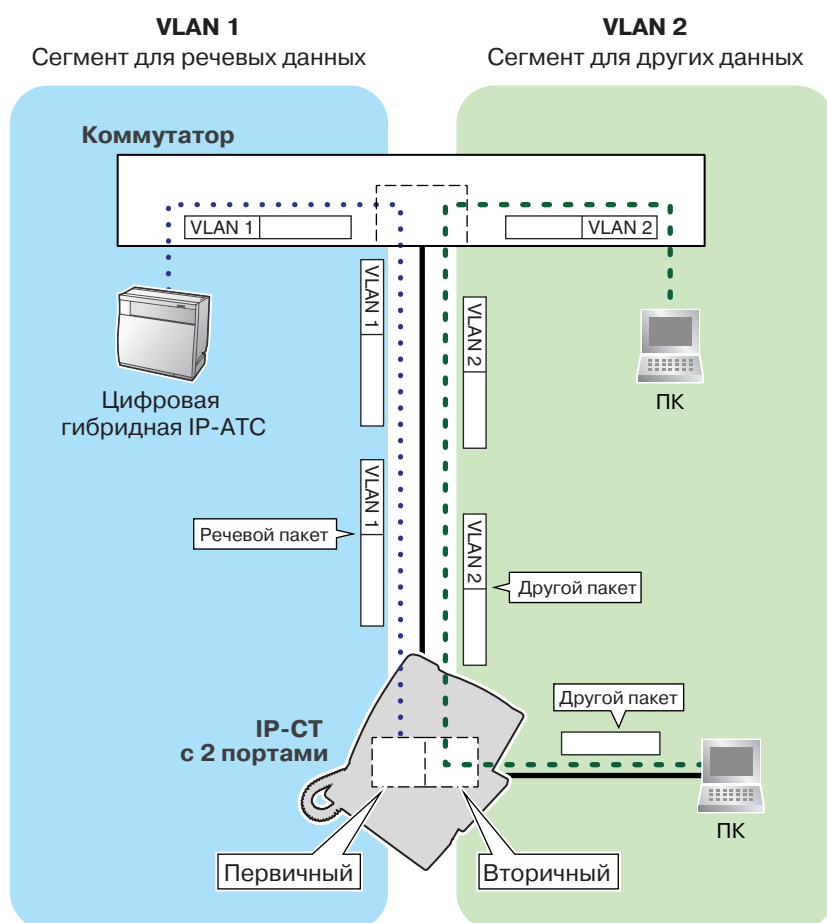 VLAN 1
Сегмент для речевых данных
VLAN 2
Сегмент для других данных
Коммутатор
VLAN 1
VLAN 2
VLAN 1
VLAN 2
Цифровая
гибридная IP-АТС
ПК
VLAN 1
Речевой пакет
VLAN 2
Другой пакет
Другой пакет
IP-СТ
с 2 портами
ПК
Первичный
Вторичный